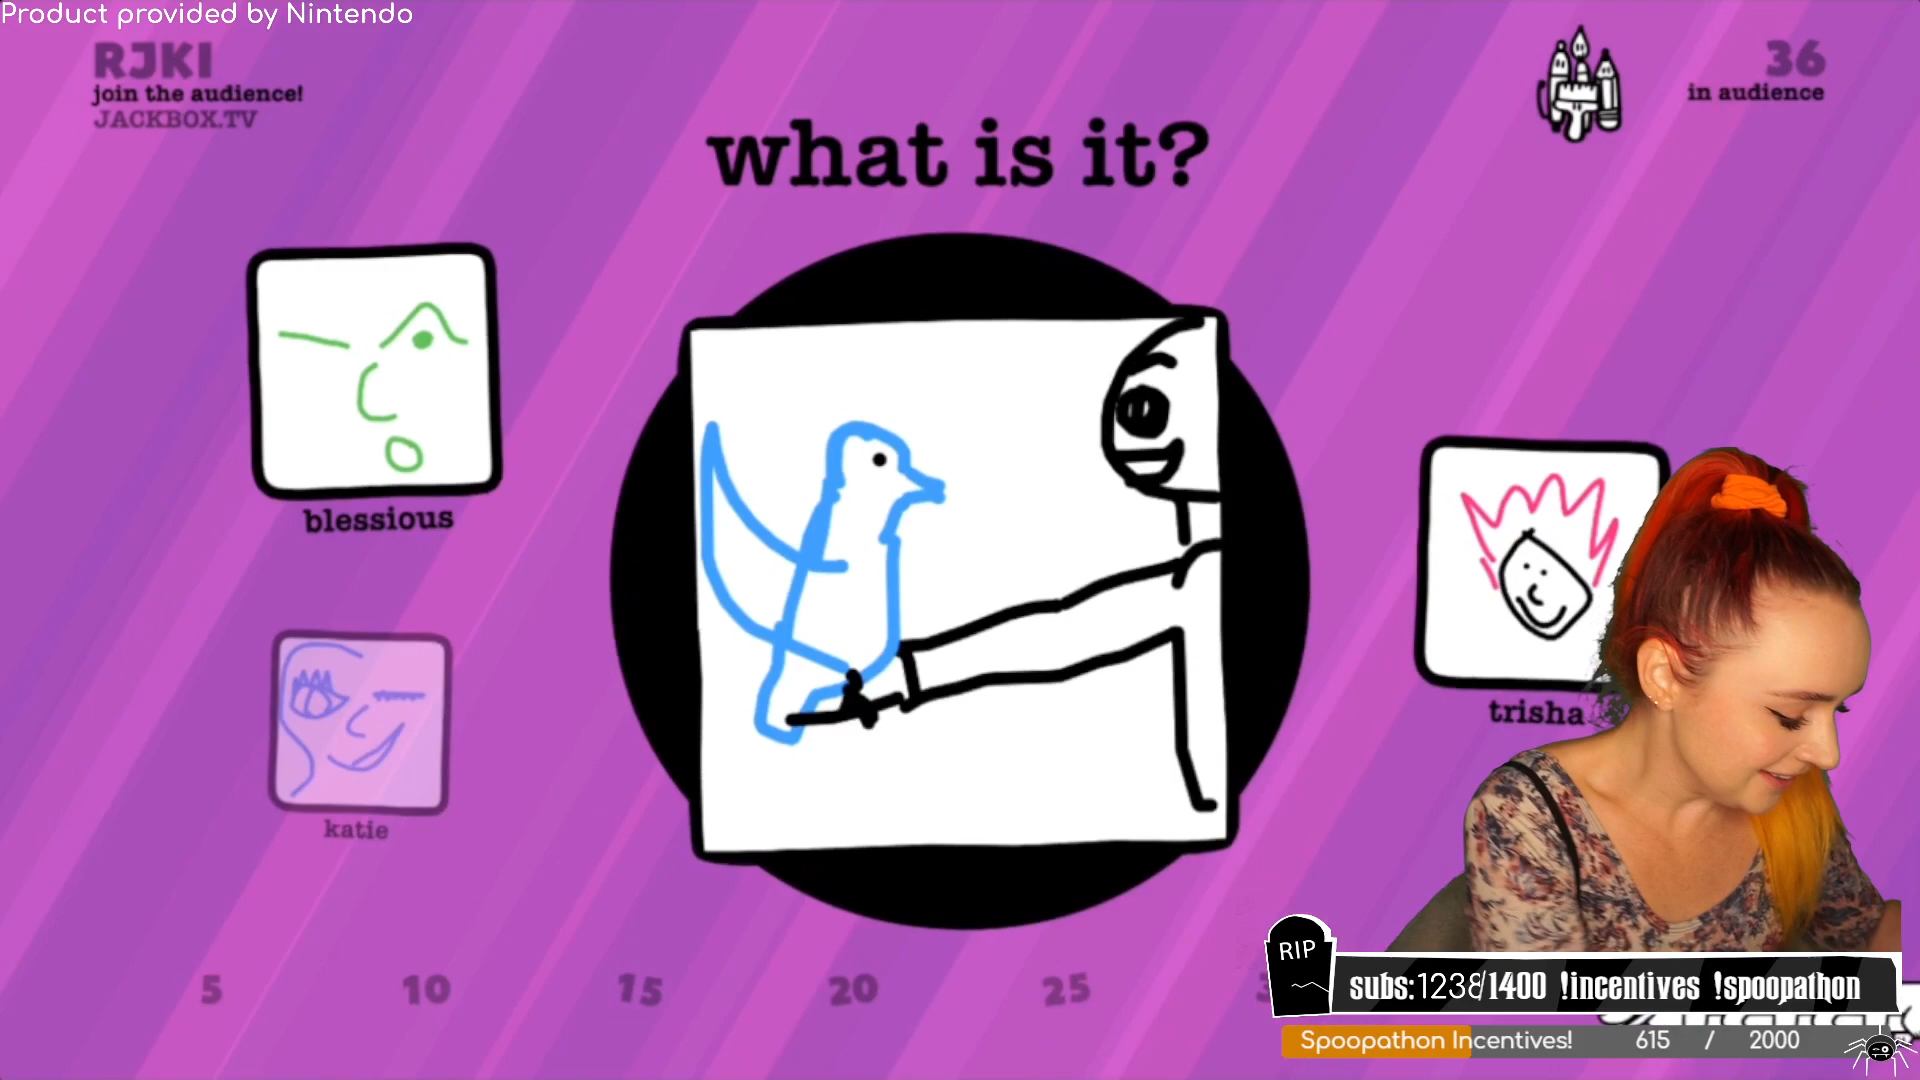 Product provided by Nintendo
RJKI
join the audience!
JACKBOX.TV
36
in audience
what is it?
blessious
trisha
katie
5 10 15 20 25
RIP
subs:1238/1400 !incentives !spoopathon
Spoopathon Incentives! 615 / 2000